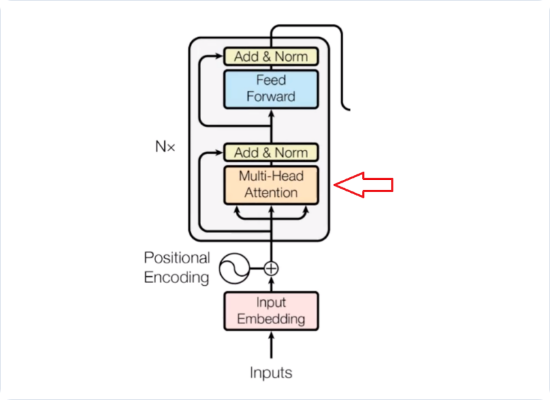 Add & Norm
Feed
Forward
Nx
Add & Norm
Multi-Head
Attention
Positional
Encoding
Input
Embedding
Inputs